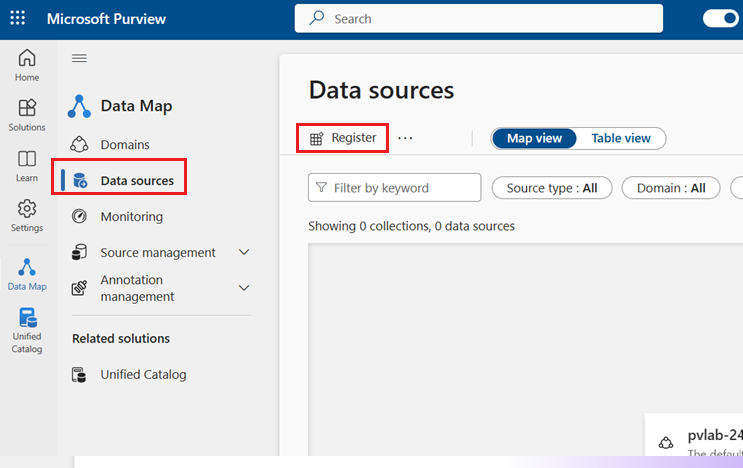 Microsoft Purview
Search
Home
Solutions
Learn
Settings
Data Map
Unified
Catalog
Data Map
Domains
Data sources
Monitoring
Source management
Annotation
management
Related solutions
Unified Catalog
Data sources
Register
Map view
Table view
Filter by keyword
Source type : All
Domain : All
Showing 0 collections, 0 data sources
pvlab-24
The default